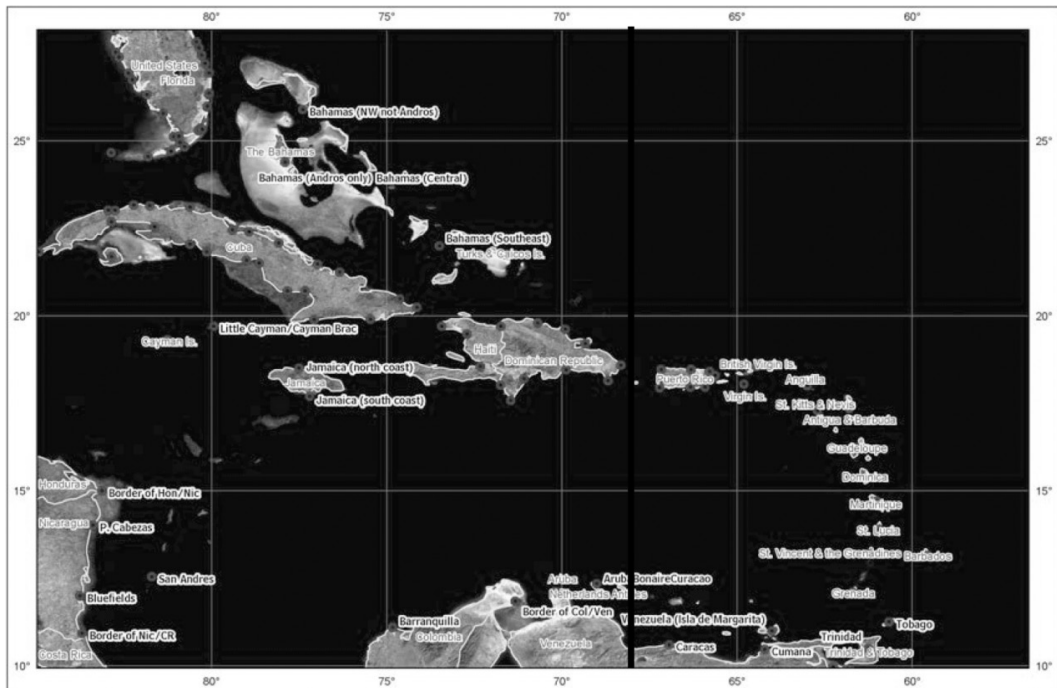 80° 75° 70° 65° 60°
United States
Florida
Bahamas (NW not Andros)
25° 25°
The Bahamas
Bahamas (Andros only) Bahamas (Central)
Bahamas (Southeast)
Cuba
Turks & Caicos Is.
20° 20°
Little Cayman/Cayman Brac
Cayman Is.
Haiti
Dominican Republic
Jamaica (north coast)
British Virgin Is.
Jamaica
Puerto Rico
Anguilla
Jamaica (south coast)
Virgin Is.
St. Kitts & Nevis
Antigua & Barbuda
Guadeloupe
Dominica
Honduras
15° 15°
Border of Hon/Nic
Martinique
Nicaragua
P. Cabezas
St. Lucia
St. Vincent & the Grenadines
Barbados
San Andres
Aruba
ArubaBonaireCuracao
Netherlands Antilles
Grenada
Bluefields
Border of Col/Ven
Barranquilla
Venezuela (Isla de Margarita)
Tobago
Border of Nic/CR
Colombia
Venezuela
Caracas
Trinidad
Cumana
Trinidad & Tobago
Costa Rica
10° 10°
80° 75° 70° 65° 60°